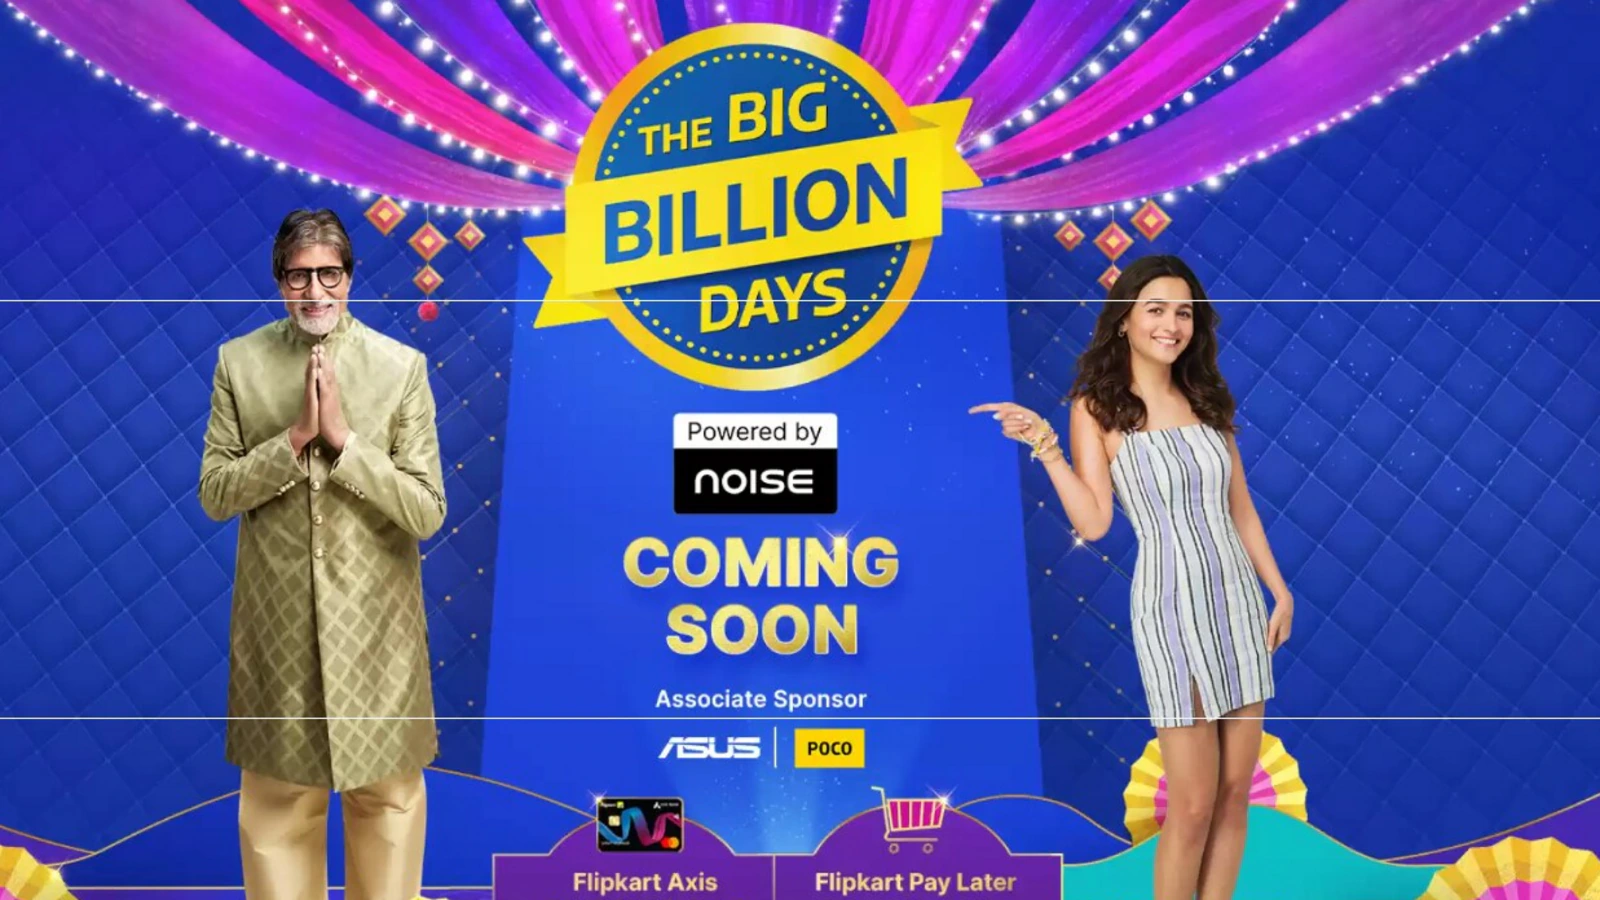 THE BIG
BILLION
DAYS
Powered by
noise
COMING
SOON
Associate Sponsor
ASUS
POCO
Flipkart Axis
Flipkart Pay Later